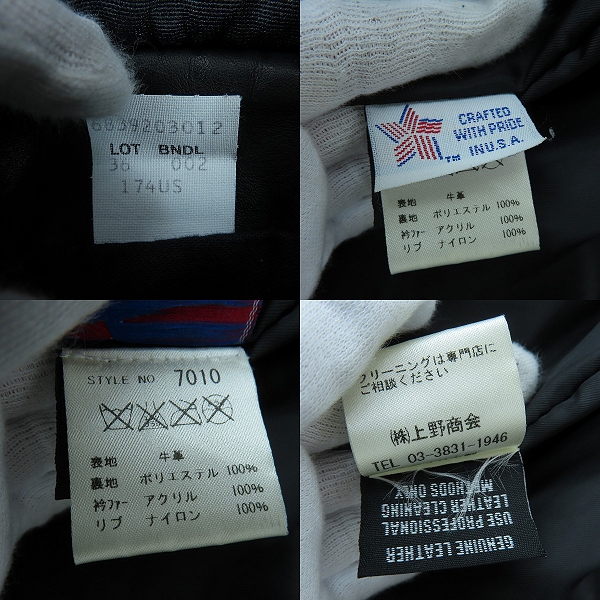 6839203012
LOT BNDL
38 002
174US
CRAFTED
WITH PRIDE
IN U.S.A.
TM
表地 牛革
裏地 ポリエステル 100%
衿ファー アクリル 100%
リブ ナイロン 100%
STYLE NO 7010
表地 牛革
裏地 ポリエステル 100%
衿ファー アクリル 100%
リブ ナイロン 100%
クリーニングは専門店に
ご相談ください
㈱上野商会
TEL 03-3831-1946
GENUINE LEATHER
USE PROFESSIONAL
LEATHER CLEANING
METHODS ONLY